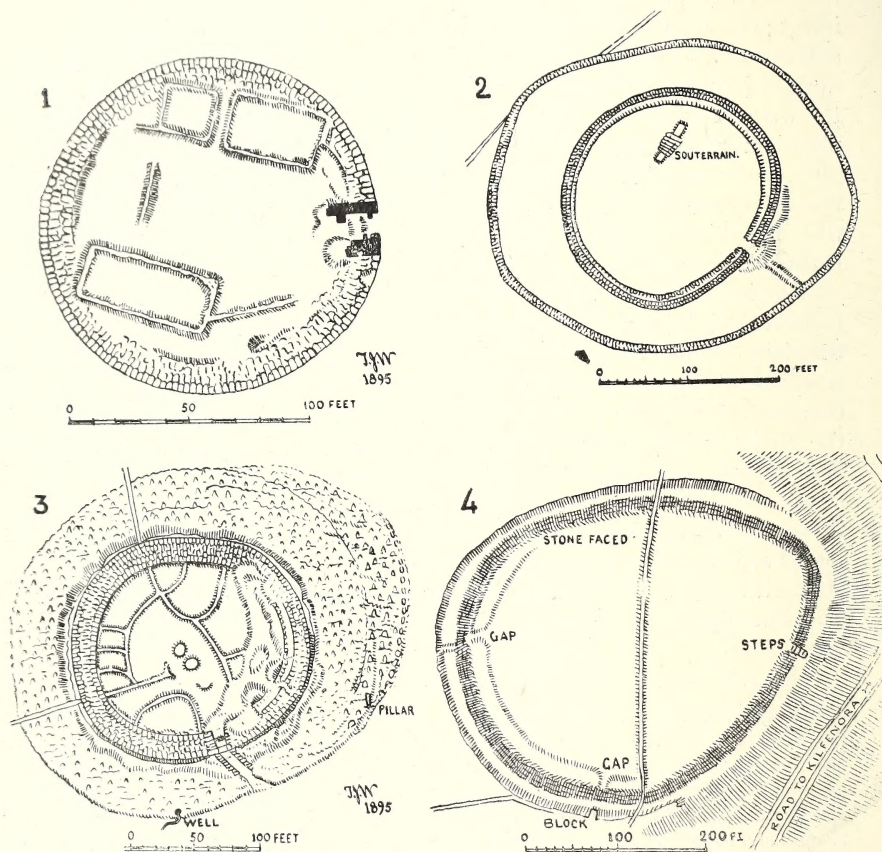 1
TJW
1895
0 50 100 FEET
2
SOUTERRAIN.
0 100 200 FEET
3
PILLAR
WELL
TJW
1895
0 50 100 FEET
4
STONE FACED
GAP
STEPS
GAP
BLOCK
ROAD TO KILFENORA
0 100 200 FT